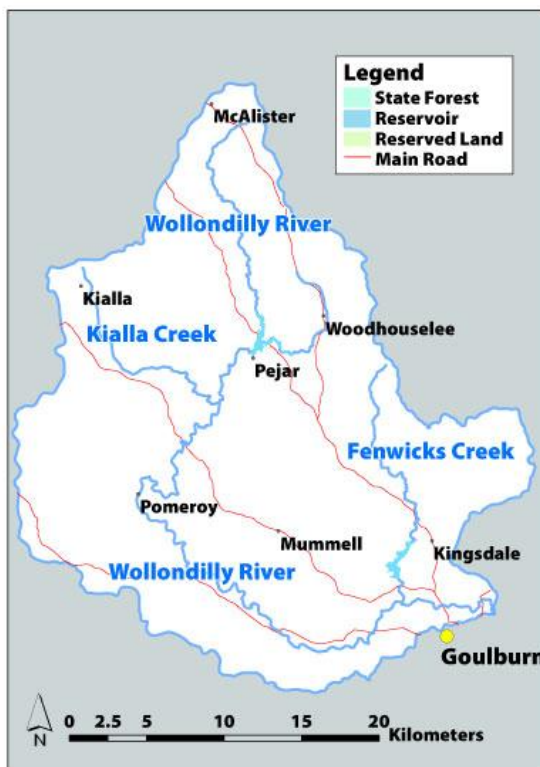 Legend
State Forest
Reservoir
Reserved Land
Main Road
McAlister
Wollondilly River
Kialla
Kialla Creek
Woodhouselee
Pejar
Fenwicks Creek
Pomeroy
Mummell
Kingsdale
Wollondilly River
Goulburn
N
0 2.5 5 10 15 20
Kilometers